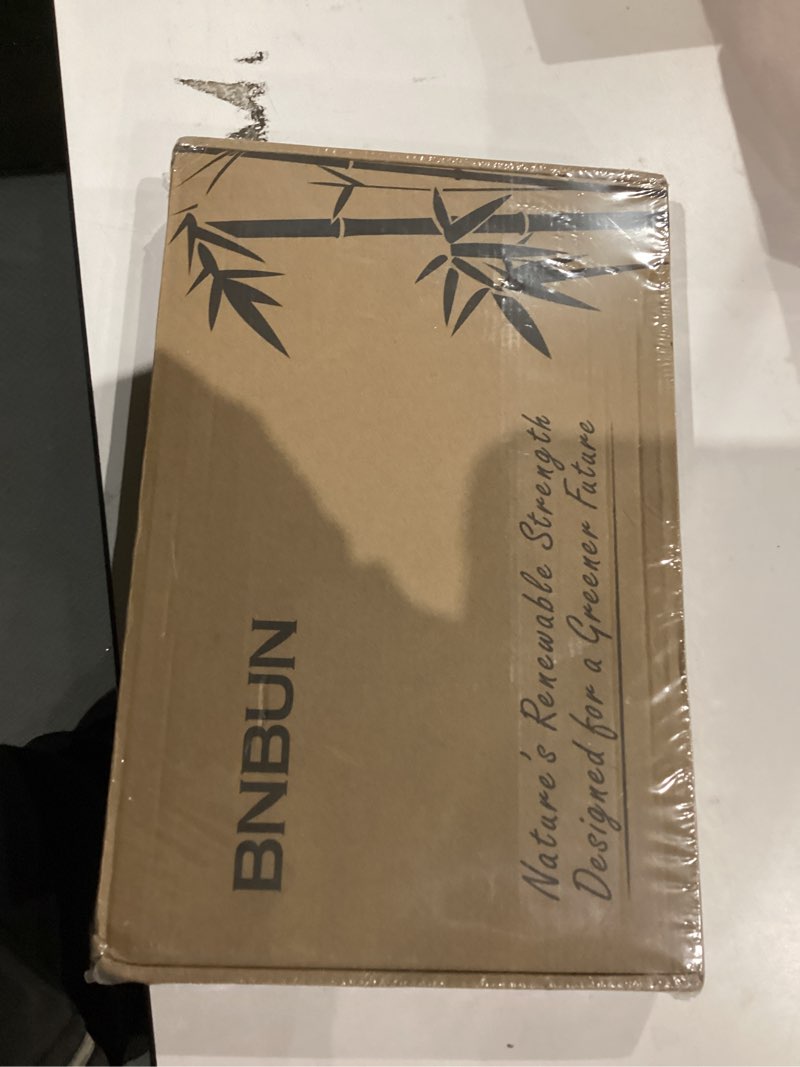 BNBUN
Nature's Renewable Strength
Designed for a Greener Future